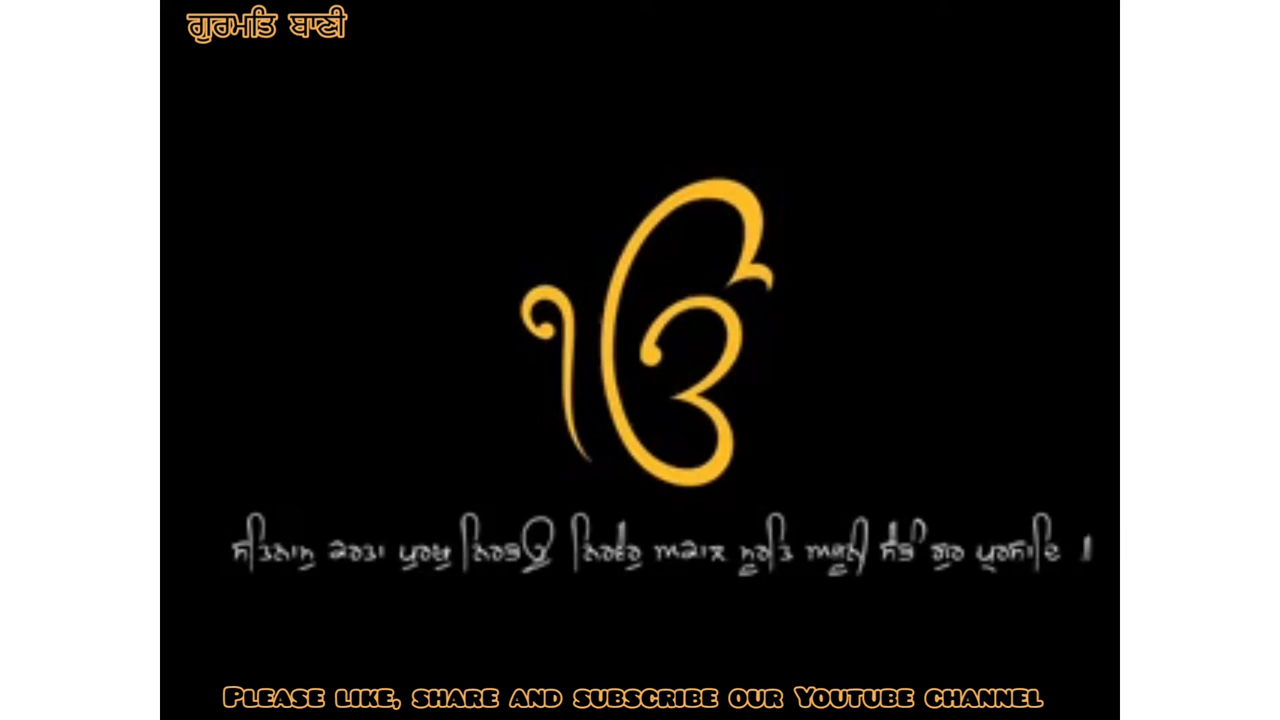 ਗੁਰਮਤਿ ਬਾਣੀ
ੴ
ਸਤਿਨਾਮੁ ਕਰਤਾ ਪੁਰਖੁ ਨਿਰਭਉ ਨਿਰਵੈਰੁ ਅਕਾਲ ਮੂਰਤਿ ਅਜੂਨੀ ਸੈਭੰ ਗੁਰ ਪ੍ਰਸਾਦਿ ।
PLEASE LIKE, SHARE AND SUBSCRIBE OUR YOUTUBE CHANNEL